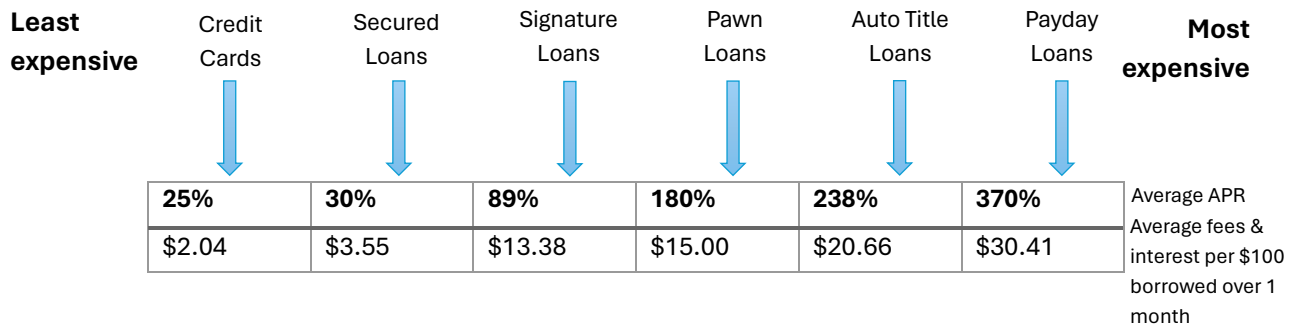 Least
expensive
Credit
Cards
Secured
Loans
Signature
Loans
Pawn
Loans
Auto Title
Loans
Payday
Loans
Most
expensive
25% 30% 89% 180% 238% 370% Average APR
$2.04 $3.55 $13.38 $15.00 $20.66 $30.41
Average fees &
interest per $100
borrowed over 1
month